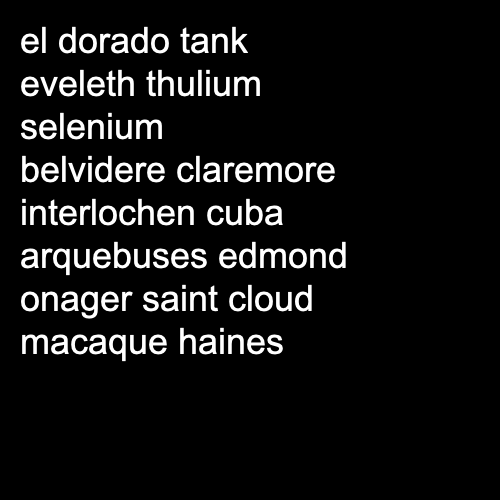 el dorado tank
eveleth thulium
selenium
belvidere claremore
interlochen cuba
arquebuses edmond
onager saint cloud
macaque haines